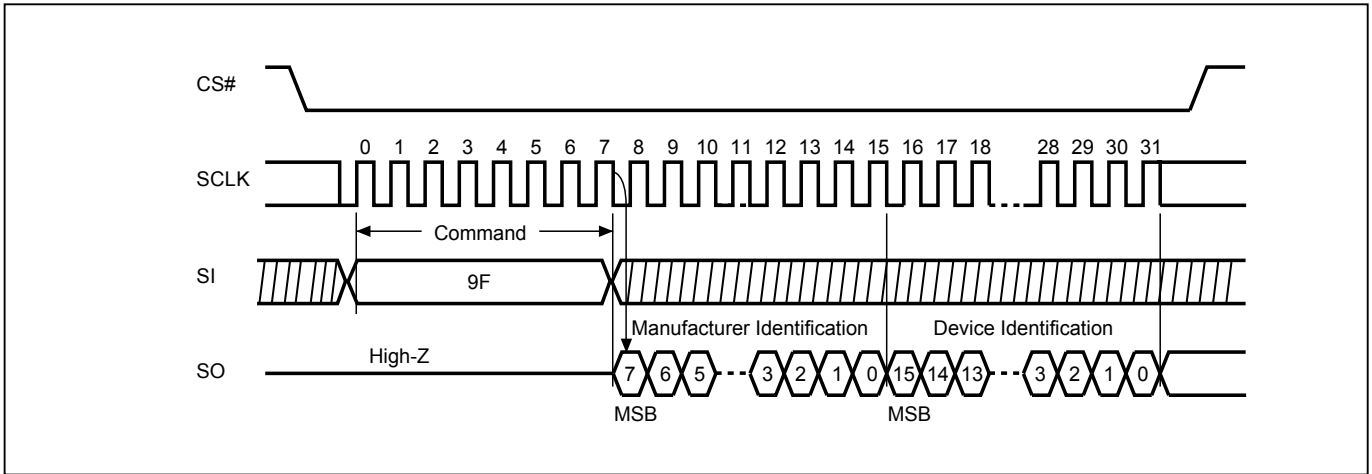 CS#
0 1 2 3 4 5 6 7 8 9 10 11 12 13 14 15 16 17 18 28 29 30 31
SCLK
Command
SI
9F
Manufacturer Identification Device Identification
High-Z
SO
7 6 5 3 2 1 0 15 14 13 3 2 1 0
MSB MSB